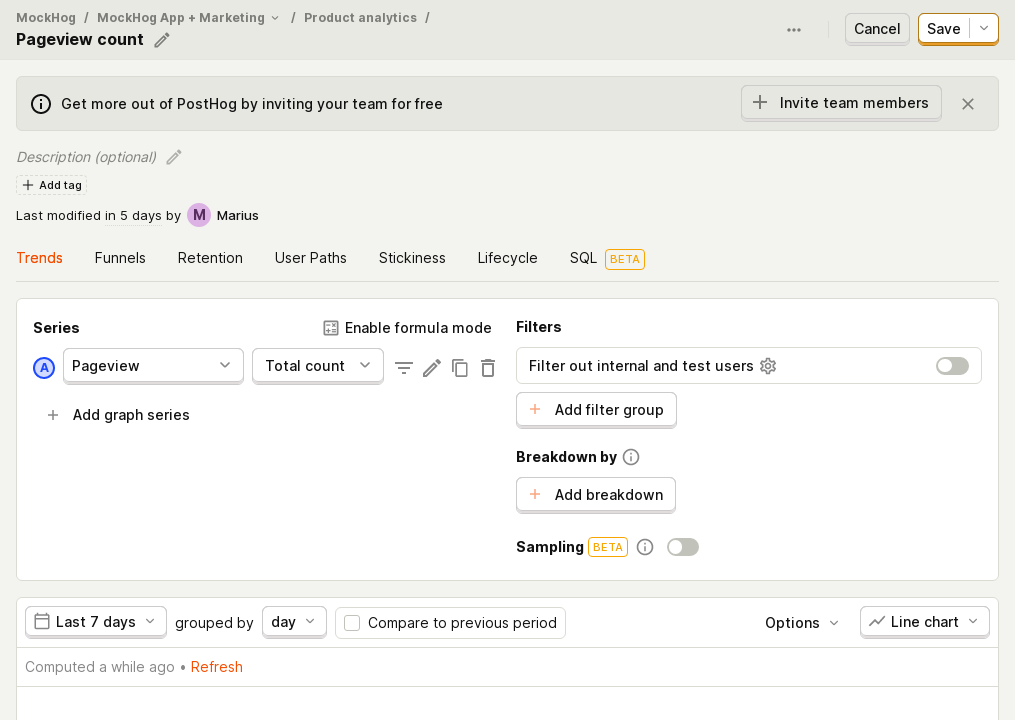 MockHog / MockHog App + Marketing / Product analytics /
Pageview count
Cancel
Save
Get more out of PostHog by inviting your team for free
Invite team members
Description (optional)
Add tag
Last modified in 5 days by M Marius
Trends Funnels Retention User Paths Stickiness Lifecycle SQL BETA
Series
Enable formula mode
A Pageview Total count
Add graph series
Filters
Filter out internal and test users
Add filter group
Breakdown by
Add breakdown
Sampling BETA
Last 7 days grouped by day Compare to previous period Options Line chart
Computed a while ago • Refresh